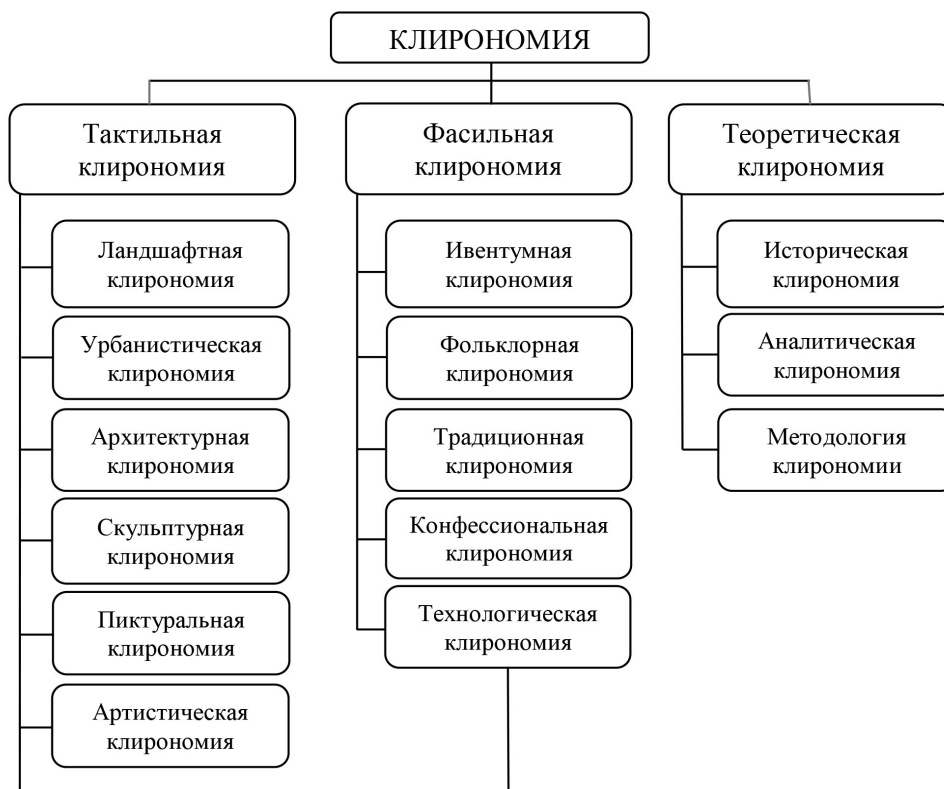 КЛИРОНОМИЯ
Тактильная
клирономия
Ландшафтная
клирономия
Урбанистическая
клирономия
Архитектурная
клирономия
Скульптурная
клирономия
Пиктуральная
клирономия
Артистическая
клирономия
Фасильная
клирономия
Ивентумная
клирономия
Фольклорная
клирономия
Традиционная
клирономия
Конфессиональная
клирономия
Технологическая
клирономия
Теоретическая
клирономия
Историческая
клирономия
Аналитическая
клирономия
Методология
клирономии